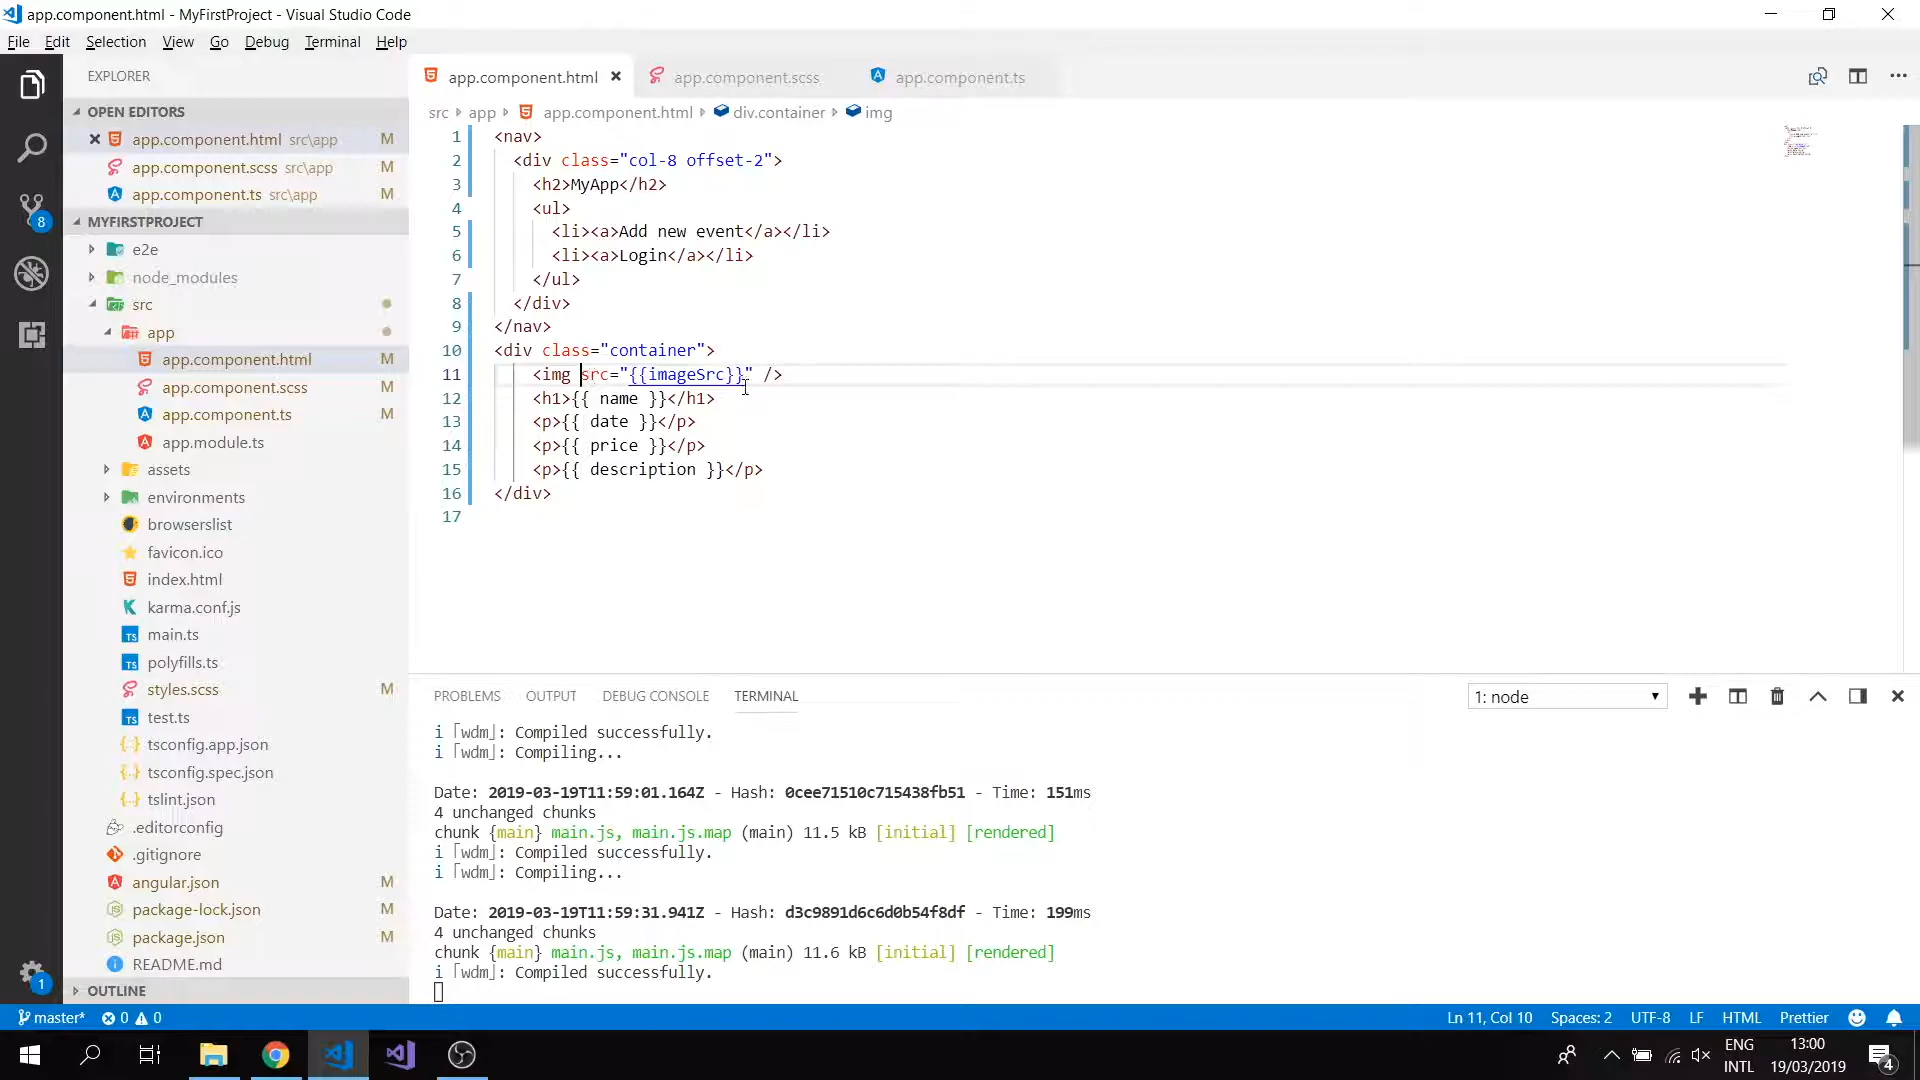 app.component.html - MyFirstProject - Visual Studio Code
File Edit Selection View Go Debug Terminal Help
EXPLORER
OPEN EDITORS
app.component.html src\app M
app.component.scss src\app M
app.component.ts src\app M
MYFIRSTPROJECT
e2e
node_modules
src
app
app.component.html M
app.component.scss M
app.component.ts M
app.module.ts
assets
environments
browserslist
favicon.ico
index.html
karma.conf.js
main.ts
polyfills.ts
styles.scss M
test.ts
tsconfig.app.json
tsconfig.spec.json
tslint.json
.editorconfig
.gitignore
angular.json M
package-lock.json M
package.json M
README.md
OUTLINE
8
1
app.component.html app.component.scss app.component.ts
src app app.component.html div.container img
1 <nav>
2 <div class="col-8 offset-2">
3 <h2>MyApp</h2>
4 <ul>
5 <li><a>Add new event</a></li>
6 <li><a>Login</a></li>
7 </ul>
8 </div>
9 </nav>
10 <div class="container">
11 <img src="{{imageSrc}}" />
12 <h1>{{ name }}</h1>
13 <p>{{ date }}</p>
14 <p>{{ price }}</p>
15 <p>{{ description }}</p>
16 </div>
17
PROBLEMS OUTPUT DEBUG CONSOLE TERMINAL 1: node
i ｢wdm｣: Compiled successfully.
i ｢wdm｣: Compiling...
Date: 2019-03-19T11:59:01.164Z - Hash: 0cee71510c715438fb51 - Time: 151ms
4 unchanged chunks
chunk {main} main.js, main.js.map (main) 11.5 kB [initial] [rendered]
i ｢wdm｣: Compiled successfully.
i ｢wdm｣: Compiling...
Date: 2019-03-19T11:59:31.941Z - Hash: d3c9891d6c6d0b54f8df - Time: 199ms
4 unchanged chunks
chunk {main} main.js, main.js.map (main) 11.6 kB [initial] [rendered]
i ｢wdm｣: Compiled successfully.
master* 0 0 Ln 11, Col 10 Spaces: 2 UTF-8 LF HTML Prettier
ENG 13:00
INTL 19/03/2019 4